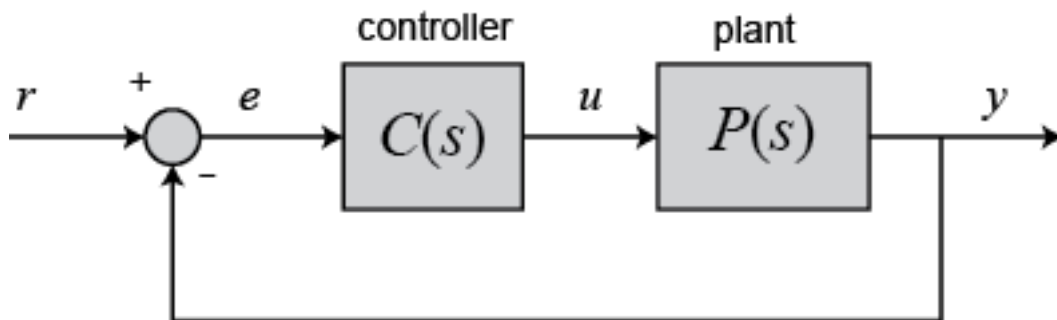 controller plant
r + e C(s) u P(s) y
-